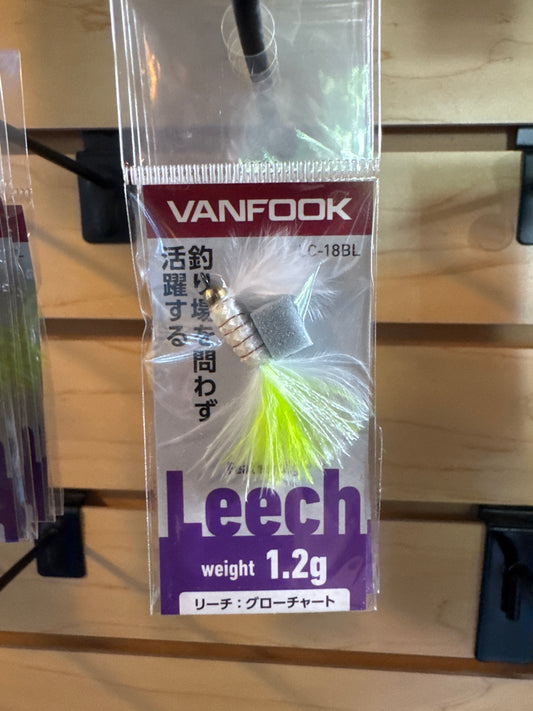 VANFOOK
LC-18BL
釣り場を問わず
活躍する
Leech
weight 1.2g
リーチ：グローチャート